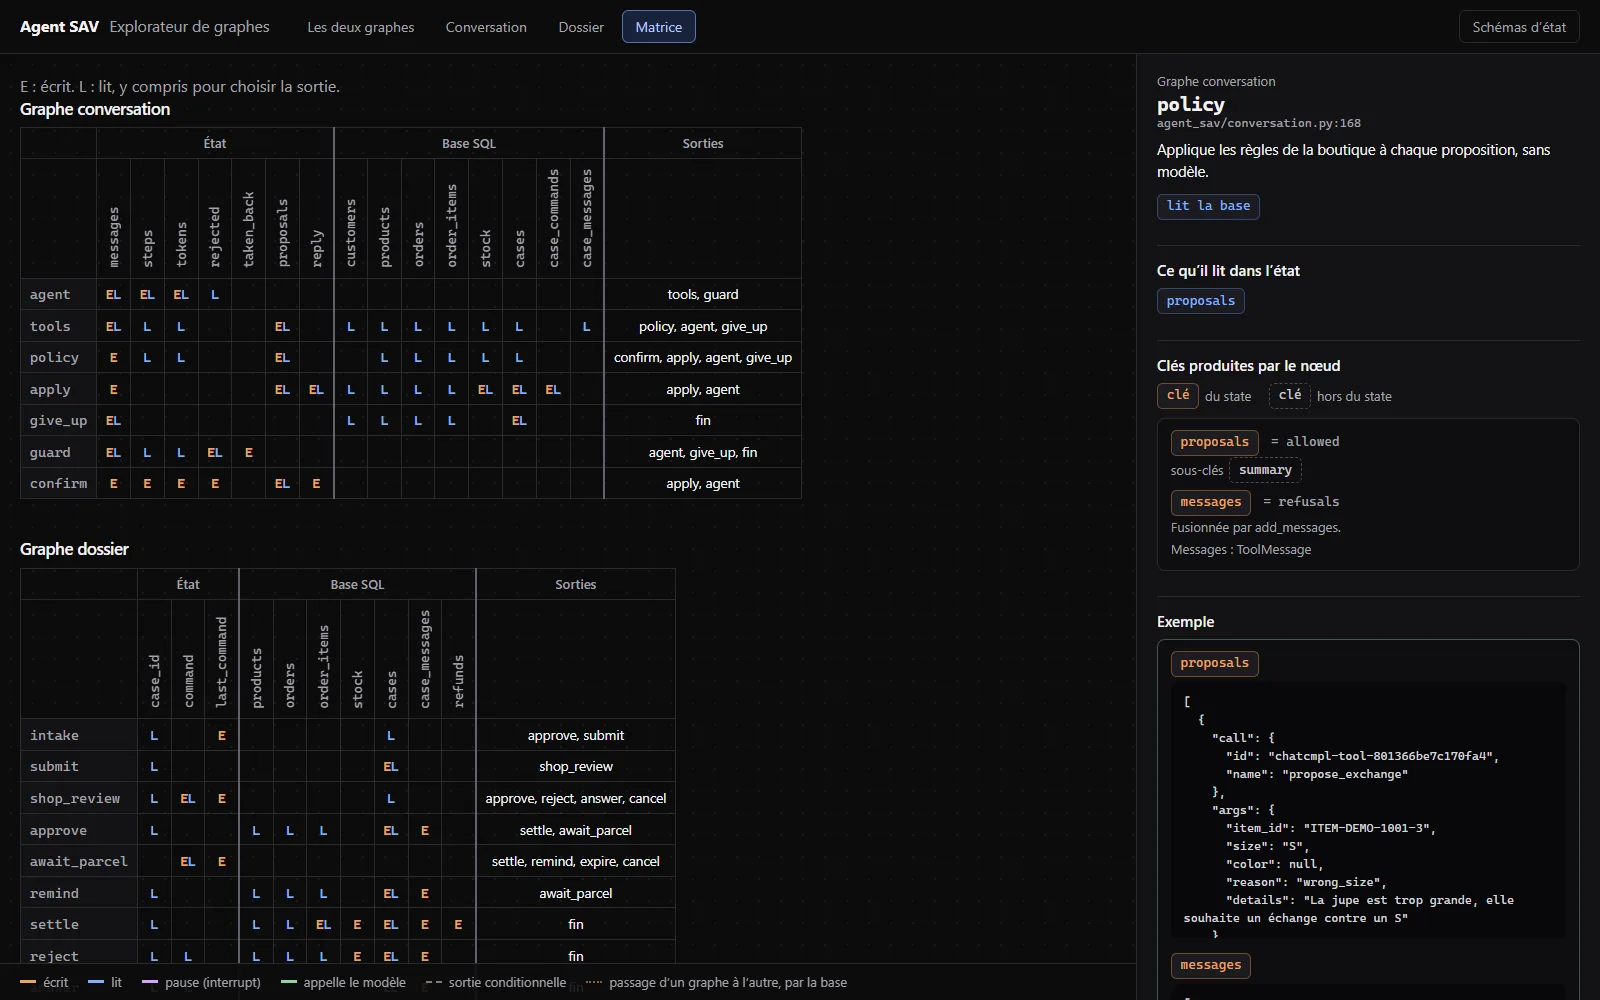 Agent SAV Explorateur de graphes Les deux graphes Conversation Dossier Matrice Schémas d'état
E : écrit. L : lit, y compris pour choisir la sortie.
Graphe conversation
État Base SQL Sorties
messages steps tokens rejected taken_back proposals reply customers products orders order_items stock cases case_commands case_messages
agent EL EL EL L tools, guard
tools EL L L EL L L L L L L L policy, agent, give_up
policy E L L EL L L L L L confirm, apply, agent, give_up
apply E EL EL L L L L EL EL EL apply, agent
give_up EL L L L L EL fin
guard EL L L EL E agent, give_up, fin
confirm E E E E EL E apply, agent
Graphe dossier
État Base SQL Sorties
case_id command last_command products orders order_items stock cases case_messages refunds
intake L E L approve, submit
submit L EL shop_review
shop_review L EL E L approve, reject, answer, cancel
approve L L L L EL E settle, await_parcel
await_parcel EL E settle, remind, expire, cancel
remind L L L L EL E await_parcel
settle L L L EL E EL E E fin
reject L L L L L E EL E fin
écrit lit pause (interrupt) appelle le modèle sortie conditionnelle passage d'un graphe à l'autre, par la base
Graphe conversation
policy
agent_sav/conversation.py:168
Applique les règles de la boutique à chaque proposition, sans
modèle.
lit la base
Ce qu'il lit dans l'état
proposals
Clés produites par le nœud
clé du state clé hors du state
proposals = allowed
sous-clés summary
messages = refusals
Fusionnée par add_messages.
Messages : ToolMessage
Exemple
proposals
[
{
"call": {
"id": "chatcmpl-tool-801366be7c170fa4",
"name": "propose_exchange"
},
"args": {
"item_id": "ITEM-DEMO-1001-3",
"size": "S",
"color": null,
"reason": "wrong_size",
"details": "La jupe est trop grande, elle
souhaite un échange contre un S"
}
messages